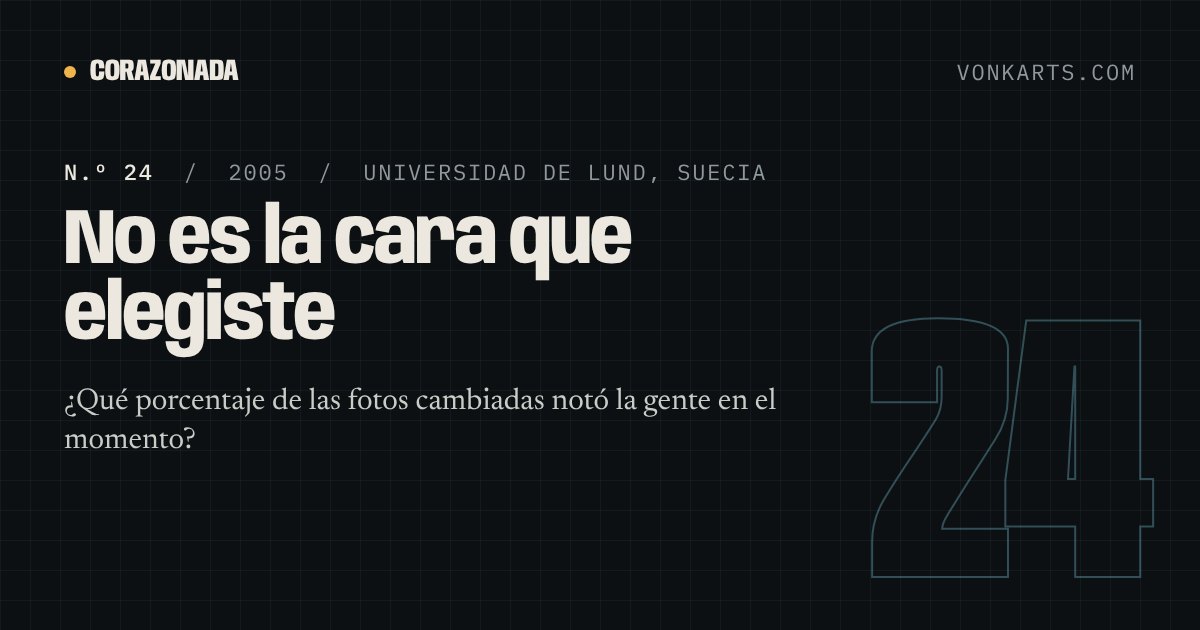 CORAZONADA
VONKARTS.COM
N.º 24 / 2005 / UNIVERSIDAD DE LUND, SUECIA
No es la cara que
elegiste
¿Qué porcentaje de las fotos cambiadas notó la gente en el
momento?
24